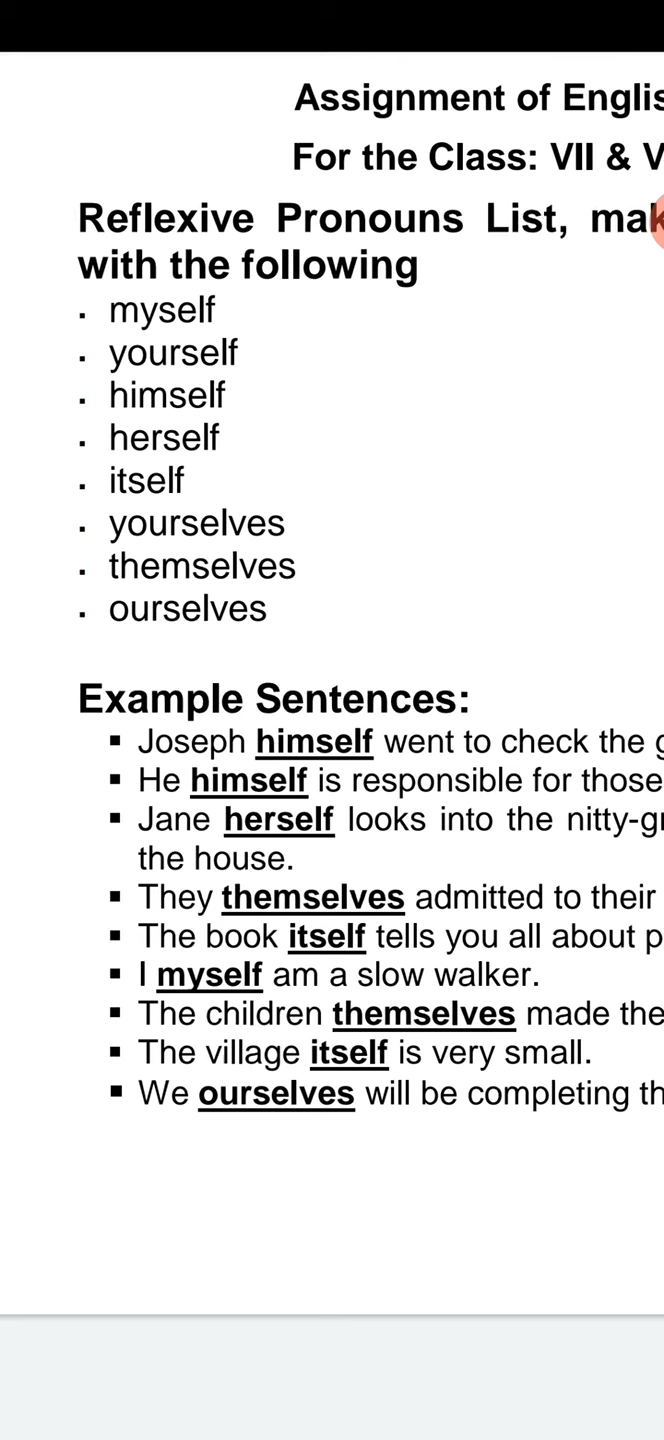 Assignment of Englis
For the Class: VII & V
Reflexive Pronouns List, mak
with the following
. myself
. yourself
. himself
. herself
. itself
. yourselves
. themselves
. ourselves
Example Sentences:
▪ Joseph himself went to check the g
▪ He himself is responsible for those
▪ Jane herself looks into the nitty-gr
the house.
▪ They themselves admitted to their
▪ The book itself tells you all about p
▪ I myself am a slow walker.
▪ The children themselves made the
▪ The village itself is very small.
▪ We ourselves will be completing th